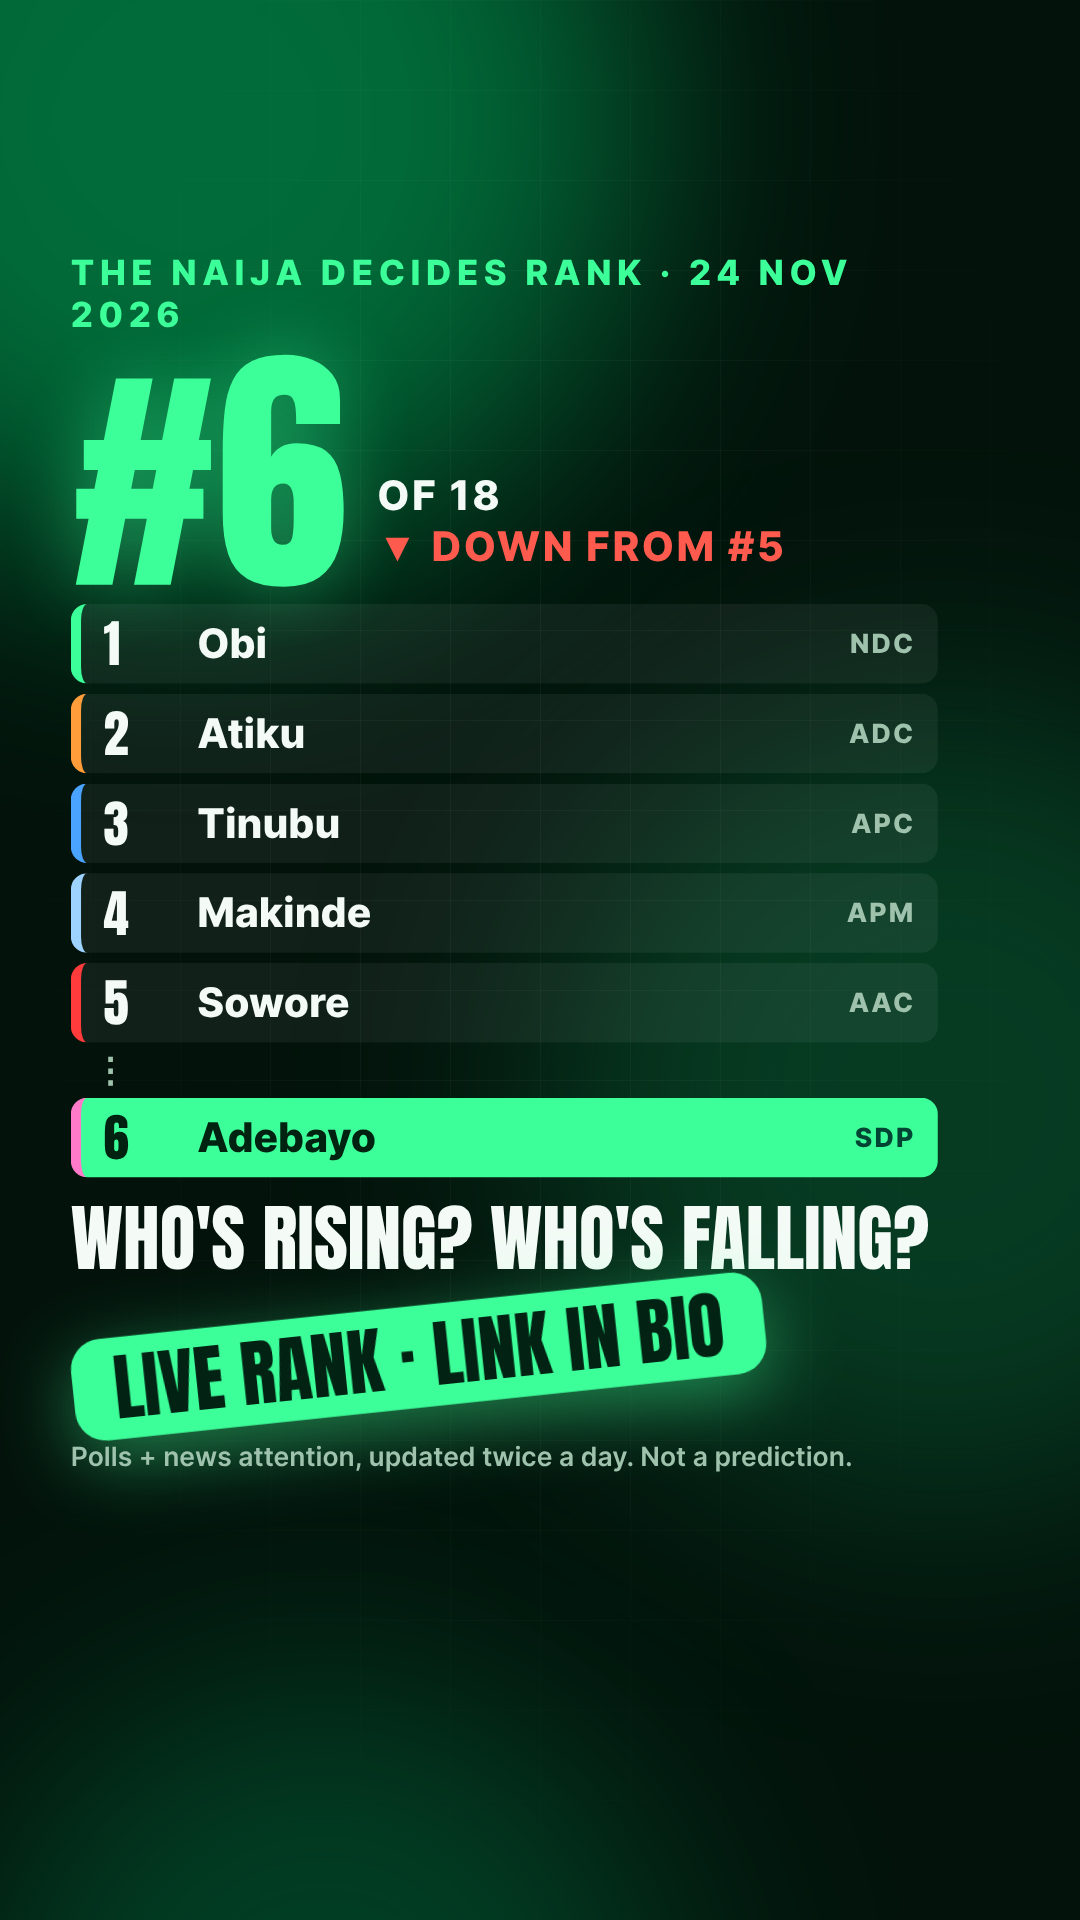 THE NAIJA DECIDES RANK · 24 NOV
2026
#6
OF 18
▼ DOWN FROM #5
1 Obi NDC
2 Atiku ADC
3 Tinubu APC
4 Makinde APM
5 Sowore AAC
⋮
6 Adebayo SDP
WHO'S RISING? WHO'S FALLING?
LIVE RANK · LINK IN BIO
Polls + news attention, updated twice a day. Not a prediction.